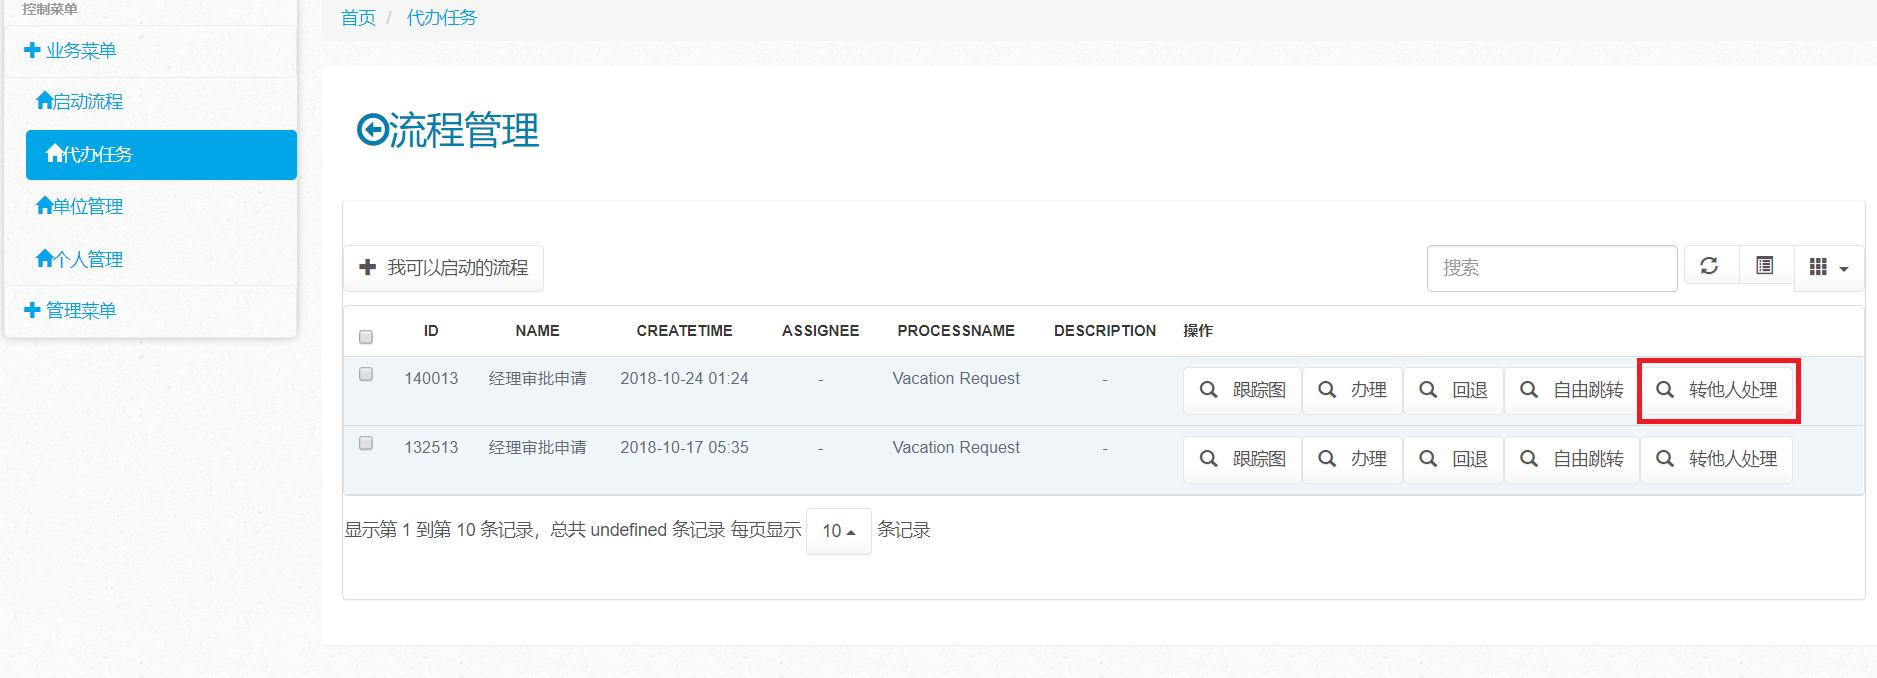 控制菜单
业务菜单
启动流程
代办任务
单位管理
个人管理
管理菜单
首页 / 代办任务
流程管理
我可以启动的流程
搜索
ID NAME CREATETIME ASSIGNEE PROCESSNAME DESCRIPTION 操作
140013 经理审批申请 2018-10-24 01:24 - Vacation Request - 跟踪图 办理 回退 自由跳转 转他人处理
132513 经理审批申请 2018-10-17 05:35 - Vacation Request - 跟踪图 办理 回退 自由跳转 转他人处理
显示第 1 到第 10 条记录，总共 undefined 条记录 每页显示 10 条记录